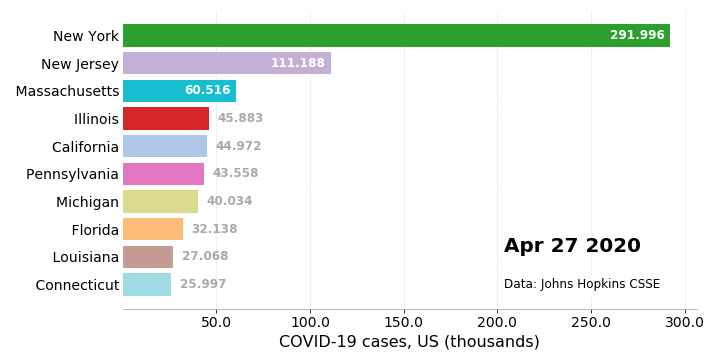 New York 291.996
New Jersey 111.188
Massachusetts 60.516
Illinois 45.883
California 44.972
Pennsylvania 43.558
Michigan 40.034
Florida 32.138
Louisiana 27.068
Connecticut 25.997
Apr 27 2020
Data: Johns Hopkins CSSE
50.0 100.0 150.0 200.0 250.0 300.0
COVID-19 cases, US (thousands)